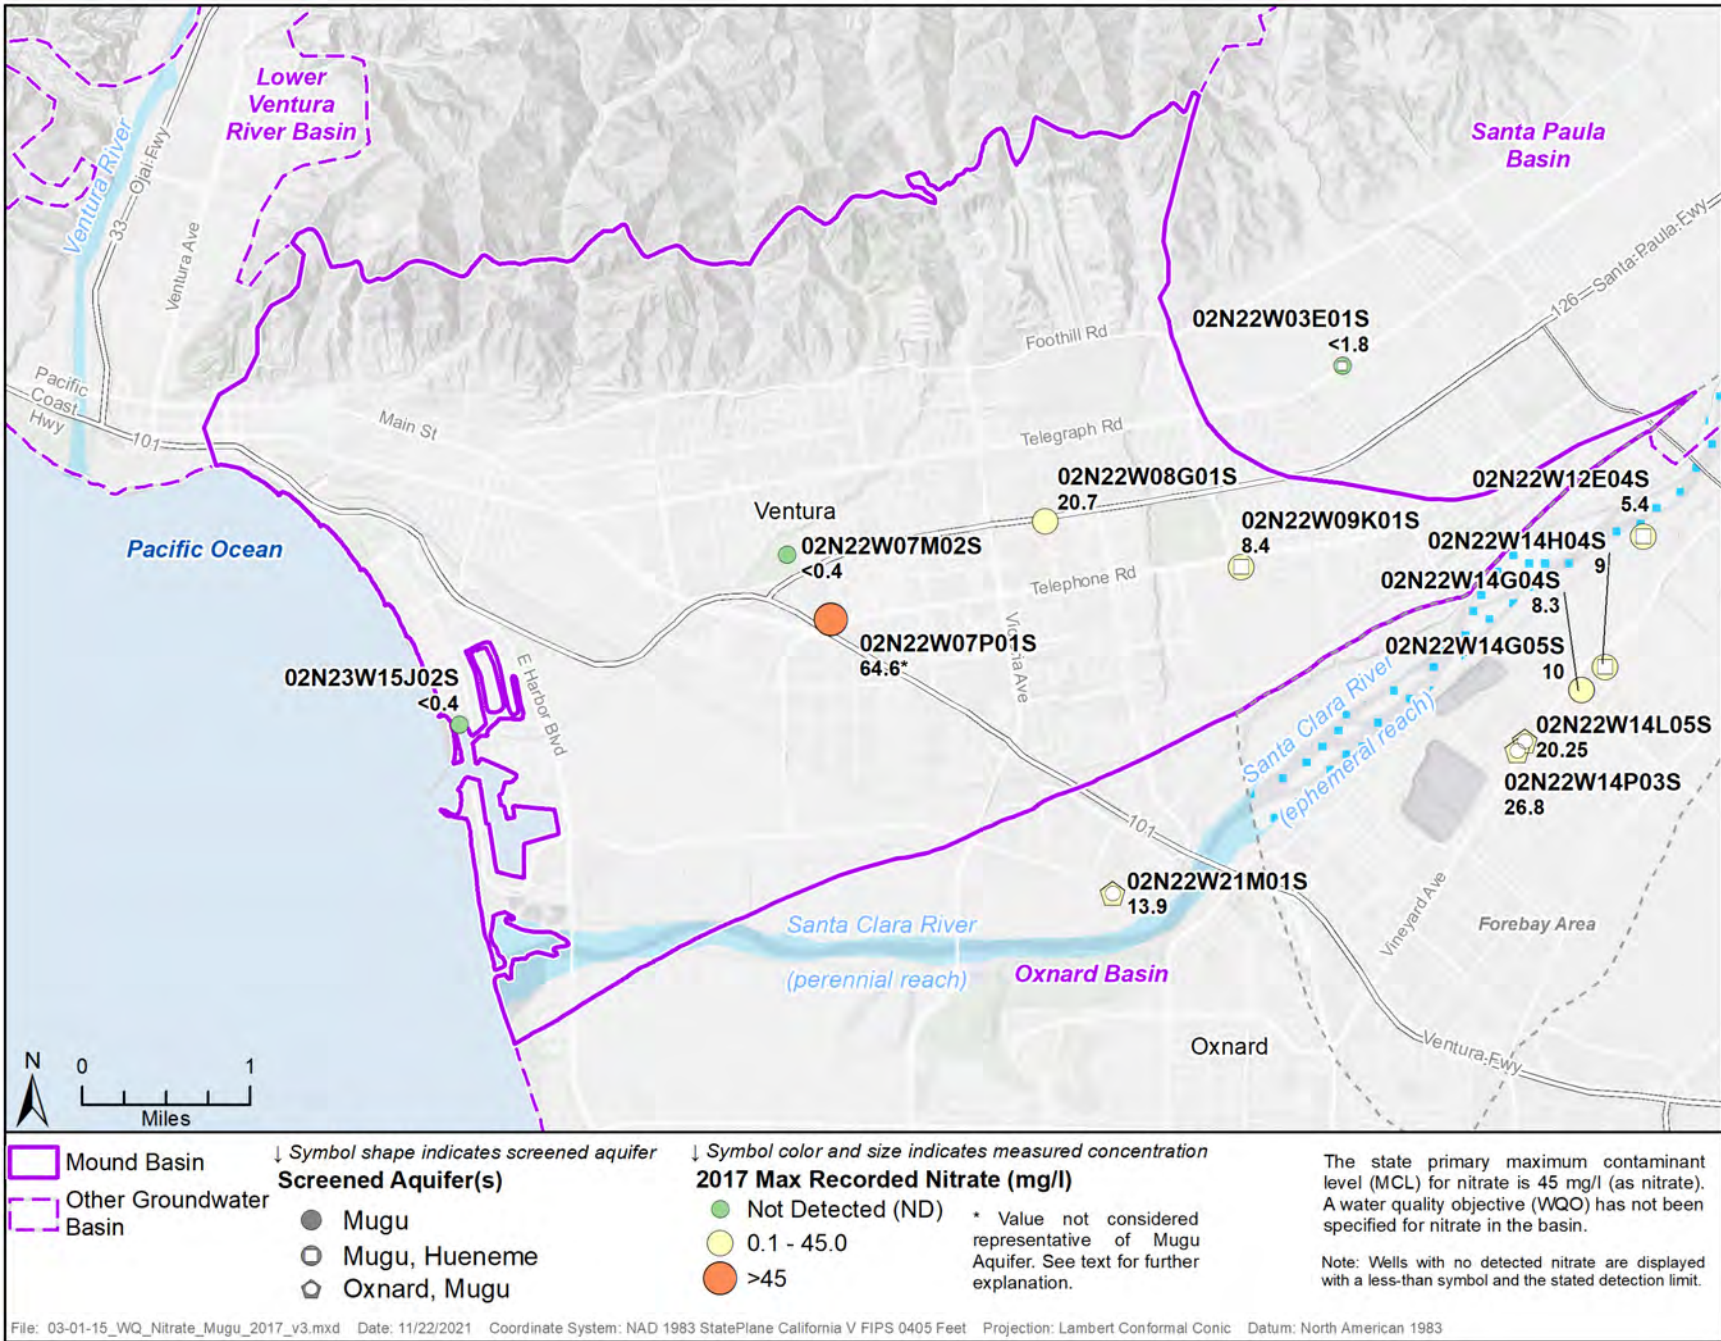 Lower
Ventura
River Basin
Santa Paula
Basin
Ventura River
33
Ojai Fwy
Ventura Ave
126
Santa Paula Fwy
02N22W03E01S
<1.8
Foothill Rd
Pacific
Coast
Hwy
101
Main St
Telegraph Rd
02N22W08G01S
20.7
02N22W12E04S
5.4
Ventura
02N22W09K01S
8.4
Pacific Ocean
02N22W07M02S
<0.4
02N22W14H04S
9
Telephone Rd
02N22W14G04S
8.3
02N22W07P01S
64.6*
Victoria Ave
02N22W14G05S
10
02N23W15J02S
<0.4
E Harbor Blvd
Santa Clara River
(ephemeral reach)
02N22W14L05S
20.25
02N22W14P03S
26.8
101
02N22W21M01S
13.9
Vineyard Ave
Forebay Area
Santa Clara River
(perennial reach)
Oxnard Basin
Oxnard
Ventura Fwy
N
0 1
Miles
Mound Basin
Other Groundwater
Basin
↓ Symbol shape indicates screened aquifer
Screened Aquifer(s)
Mugu
Mugu, Hueneme
Oxnard, Mugu
↓ Symbol color and size indicates measured concentration
2017 Max Recorded Nitrate (mg/l)
Not Detected (ND)
0.1 - 45.0
>45
* Value not considered
representative of Mugu
Aquifer. See text for further
explanation.
The state primary maximum contaminant
level (MCL) for nitrate is 45 mg/l (as nitrate).
A water quality objective (WQO) has not been
specified for nitrate in the basin.
Note: Wells with no detected nitrate are displayed
with a less-than symbol and the stated detection limit.
File: 03-01-15_WQ_Nitrate_Mugu_2017_v3.mxd Date: 11/22/2021 Coordinate System: NAD 1983 StatePlane California V FIPS 0405 Feet Projection: Lambert Conformal Conic Datum: North American 1983